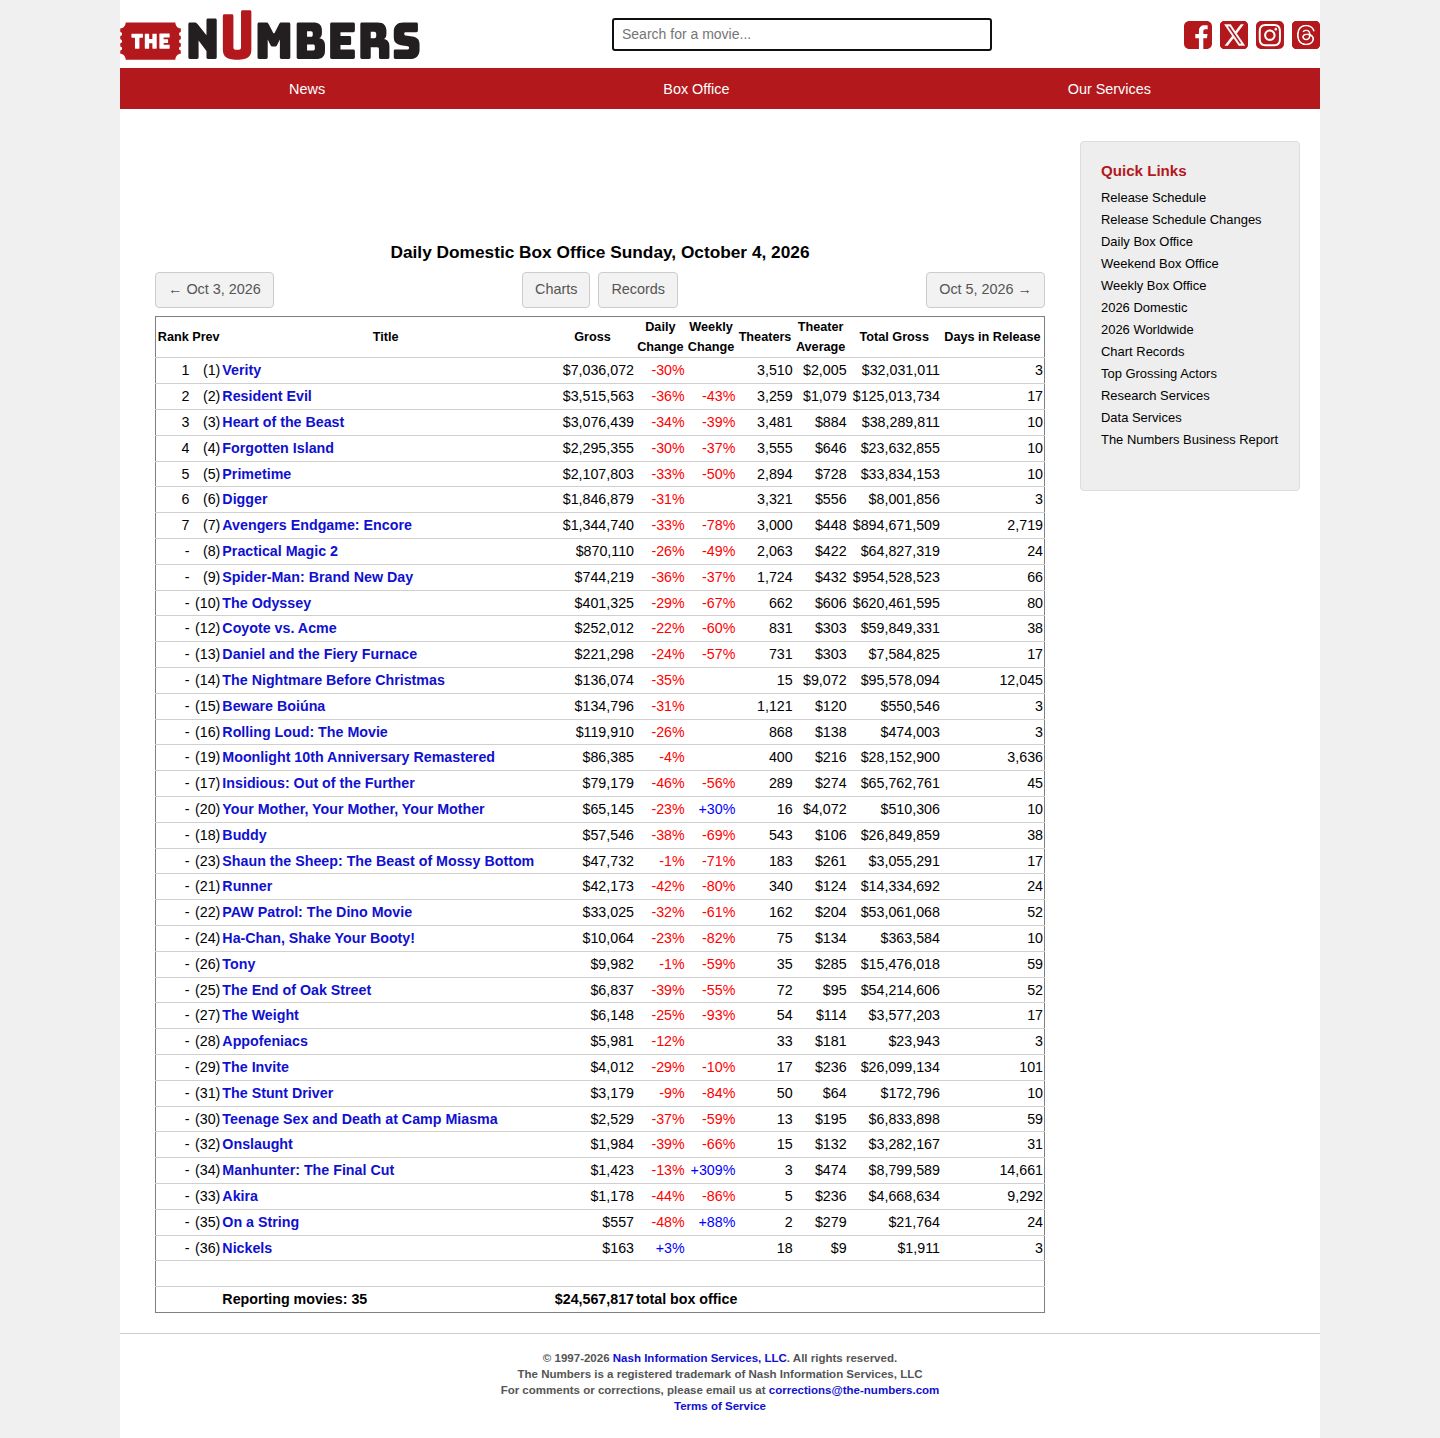 THE NUMBERS
Search for a movie...
News Box Office Our Services
Quick Links
Release Schedule
Release Schedule Changes
Daily Box Office
Weekend Box Office
Weekly Box Office
2026 Domestic
2026 Worldwide
Chart Records
Top Grossing Actors
Research Services
Data Services
The Numbers Business Report
Daily Domestic Box Office Sunday, October 4, 2026
← Oct 3, 2026 Charts Records Oct 5, 2026 →
Rank Prev Title Gross Daily Change Weekly Change Theaters Theater Average Total Gross Days in Release
1 (1) Verity $7,036,072 -30% 3,510 $2,005 $32,031,011 3
2 (2) Resident Evil $3,515,563 -36% -43% 3,259 $1,079 $125,013,734 17
3 (3) Heart of the Beast $3,076,439 -34% -39% 3,481 $884 $38,289,811 10
4 (4) Forgotten Island $2,295,355 -30% -37% 3,555 $646 $23,632,855 10
5 (5) Primetime $2,107,803 -33% -50% 2,894 $728 $33,834,153 10
6 (6) Digger $1,846,879 -31% 3,321 $556 $8,001,856 3
7 (7) Avengers Endgame: Encore $1,344,740 -33% -78% 3,000 $448 $894,671,509 2,719
- (8) Practical Magic 2 $870,110 -26% -49% 2,063 $422 $64,827,319 24
- (9) Spider-Man: Brand New Day $744,219 -36% -37% 1,724 $432 $954,528,523 66
- (10) The Odyssey $401,325 -29% -67% 662 $606 $620,461,595 80
- (12) Coyote vs. Acme $252,012 -22% -60% 831 $303 $59,849,331 38
- (13) Daniel and the Fiery Furnace $221,298 -24% -57% 731 $303 $7,584,825 17
- (14) The Nightmare Before Christmas $136,074 -35% 15 $9,072 $95,578,094 12,045
- (15) Beware Boiúna $134,796 -31% 1,121 $120 $550,546 3
- (16) Rolling Loud: The Movie $119,910 -26% 868 $138 $474,003 3
- (19) Moonlight 10th Anniversary Remastered $86,385 -4% 400 $216 $28,152,900 3,636
- (17) Insidious: Out of the Further $79,179 -46% -56% 289 $274 $65,762,761 45
- (20) Your Mother, Your Mother, Your Mother $65,145 -23% +30% 16 $4,072 $510,306 10
- (18) Buddy $57,546 -38% -69% 543 $106 $26,849,859 38
- (23) Shaun the Sheep: The Beast of Mossy Bottom $47,732 -1% -71% 183 $261 $3,055,291 17
- (21) Runner $42,173 -42% -80% 340 $124 $14,334,692 24
- (22) PAW Patrol: The Dino Movie $33,025 -32% -61% 162 $204 $53,061,068 52
- (24) Ha-Chan, Shake Your Booty! $10,064 -23% -82% 75 $134 $363,584 10
- (26) Tony $9,982 -1% -59% 35 $285 $15,476,018 59
- (25) The End of Oak Street $6,837 -39% -55% 72 $95 $54,214,606 52
- (27) The Weight $6,148 -25% -93% 54 $114 $3,577,203 17
- (28) Appofeniacs $5,981 -12% 33 $181 $23,943 3
- (29) The Invite $4,012 -29% -10% 17 $236 $26,099,134 101
- (31) The Stunt Driver $3,179 -9% -84% 50 $64 $172,796 10
- (30) Teenage Sex and Death at Camp Miasma $2,529 -37% -59% 13 $195 $6,833,898 59
- (32) Onslaught $1,984 -39% -66% 15 $132 $3,282,167 31
- (34) Manhunter: The Final Cut $1,423 -13% +309% 3 $474 $8,799,589 14,661
- (33) Akira $1,178 -44% -86% 5 $236 $4,668,634 9,292
- (35) On a String $557 -48% +88% 2 $279 $21,764 24
- (36) Nickels $163 +3% 18 $9 $1,911 3
Reporting movies: 35 $24,567,817 total box office
© 1997-2026 Nash Information Services, LLC. All rights reserved.
The Numbers is a registered trademark of Nash Information Services, LLC
For comments or corrections, please email us at corrections@the-numbers.com
Terms of Service